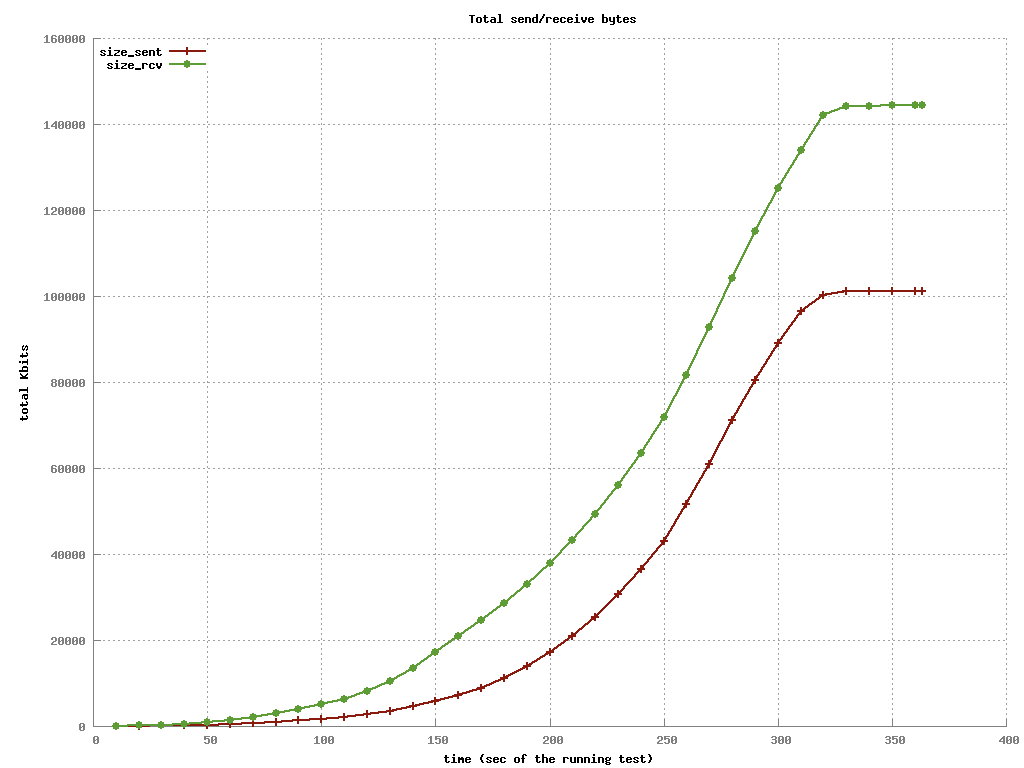 Total send/receive bytes
160000
size_sent
size_rcv
140000
120000
100000
total Kbits
80000
60000
40000
20000
0
0 50 100 150 200 250 300 350 400
time (sec of the running test)